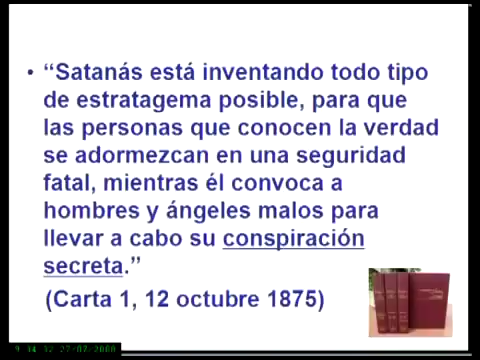 • “Satanás está inventando todo tipo
de estratagema posible, para que
las personas que conocen la verdad
se adormezcan en una seguridad
fatal, mientras él convoca a
hombres y ángeles malos para
llevar a cabo su conspiración
secreta.”
(Carta 1, 12 octubre 1875)